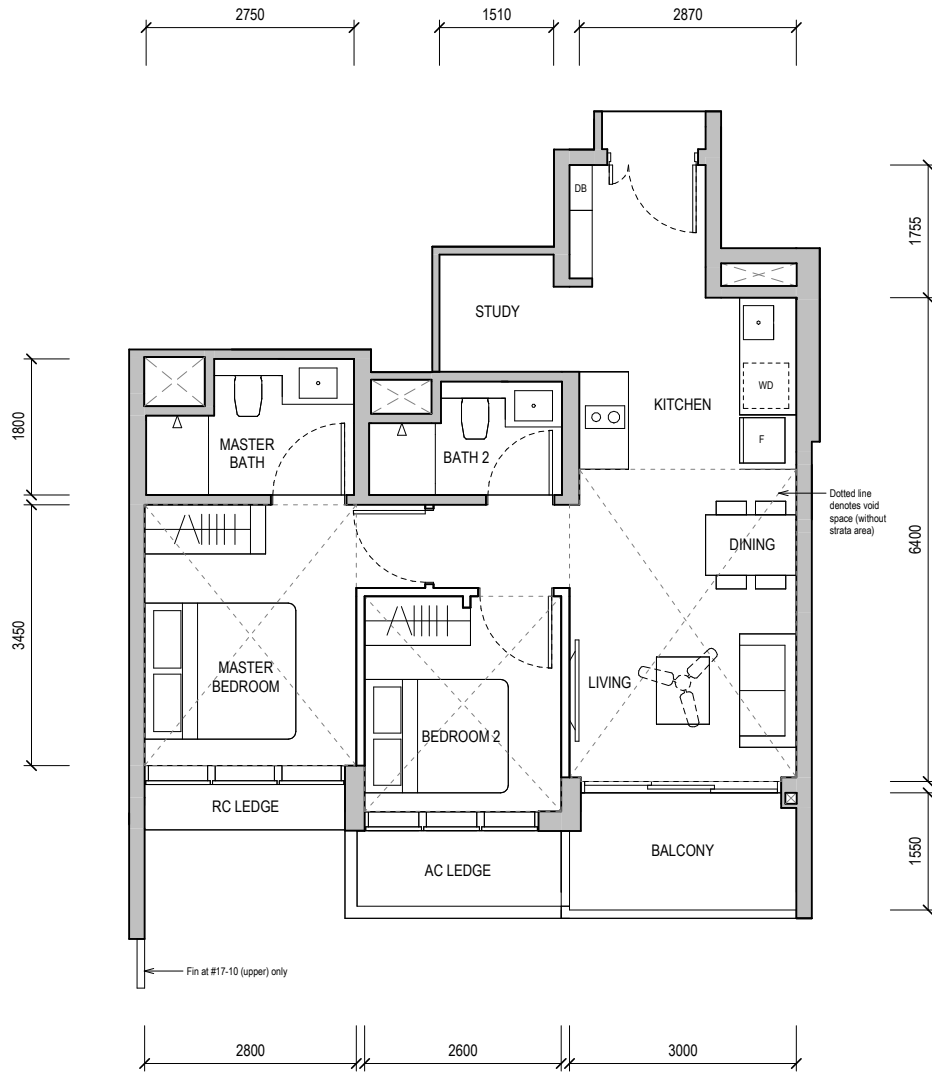 2750
1510
2870
DB
1755
STUDY
1800
MASTER
BATH
BATH 2
KITCHEN
WD
F
Dotted line
denotes void
space (without
strata area)
DINING
6400
3450
MASTER
BEDROOM
LIVING
BEDROOM 2
RC LEDGE
AC LEDGE
BALCONY
1550
Fin at #17-10 (upper) only
2800
2600
3000